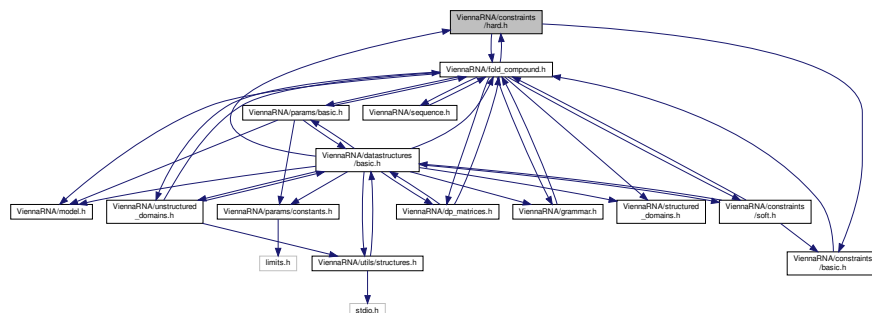 ViennaRNA/constraints
/hard.h
ViennaRNA/fold_compound.h
ViennaRNA/params/basic.h
ViennaRNA/sequence.h
ViennaRNA/datastructures
/basic.h
ViennaRNA/model.h
ViennaRNA/unstructured
_domains.h
ViennaRNA/params/constants.h
ViennaRNA/dp_matrices.h
ViennaRNA/grammar.h
ViennaRNA/structured
_domains.h
ViennaRNA/constraints
/soft.h
limits.h
ViennaRNA/utils/structures.h
ViennaRNA/constraints
/basic.h
stdio.h